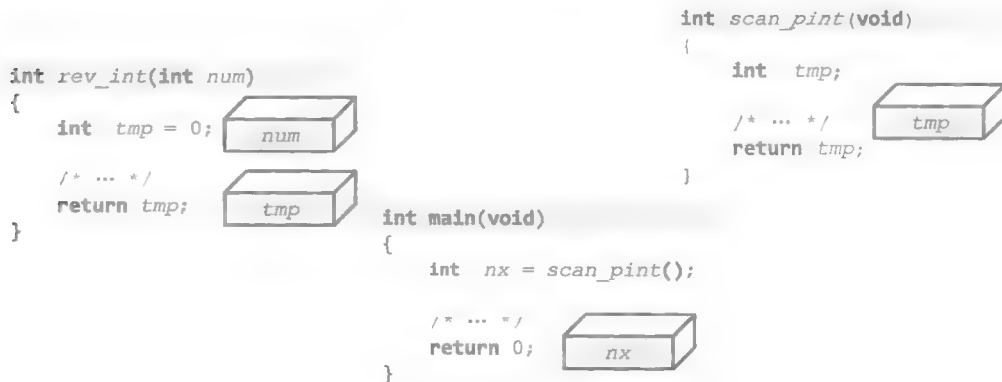 int rev_int(int num)
{
int tmp = 0;
num
/* … */
return tmp;
tmp
}
int main(void)
{
int nx = scan_pint();
/* … */
return 0;
nx
}
int scan_pint(void)
{
int tmp;
/* … */
tmp
return tmp;
}